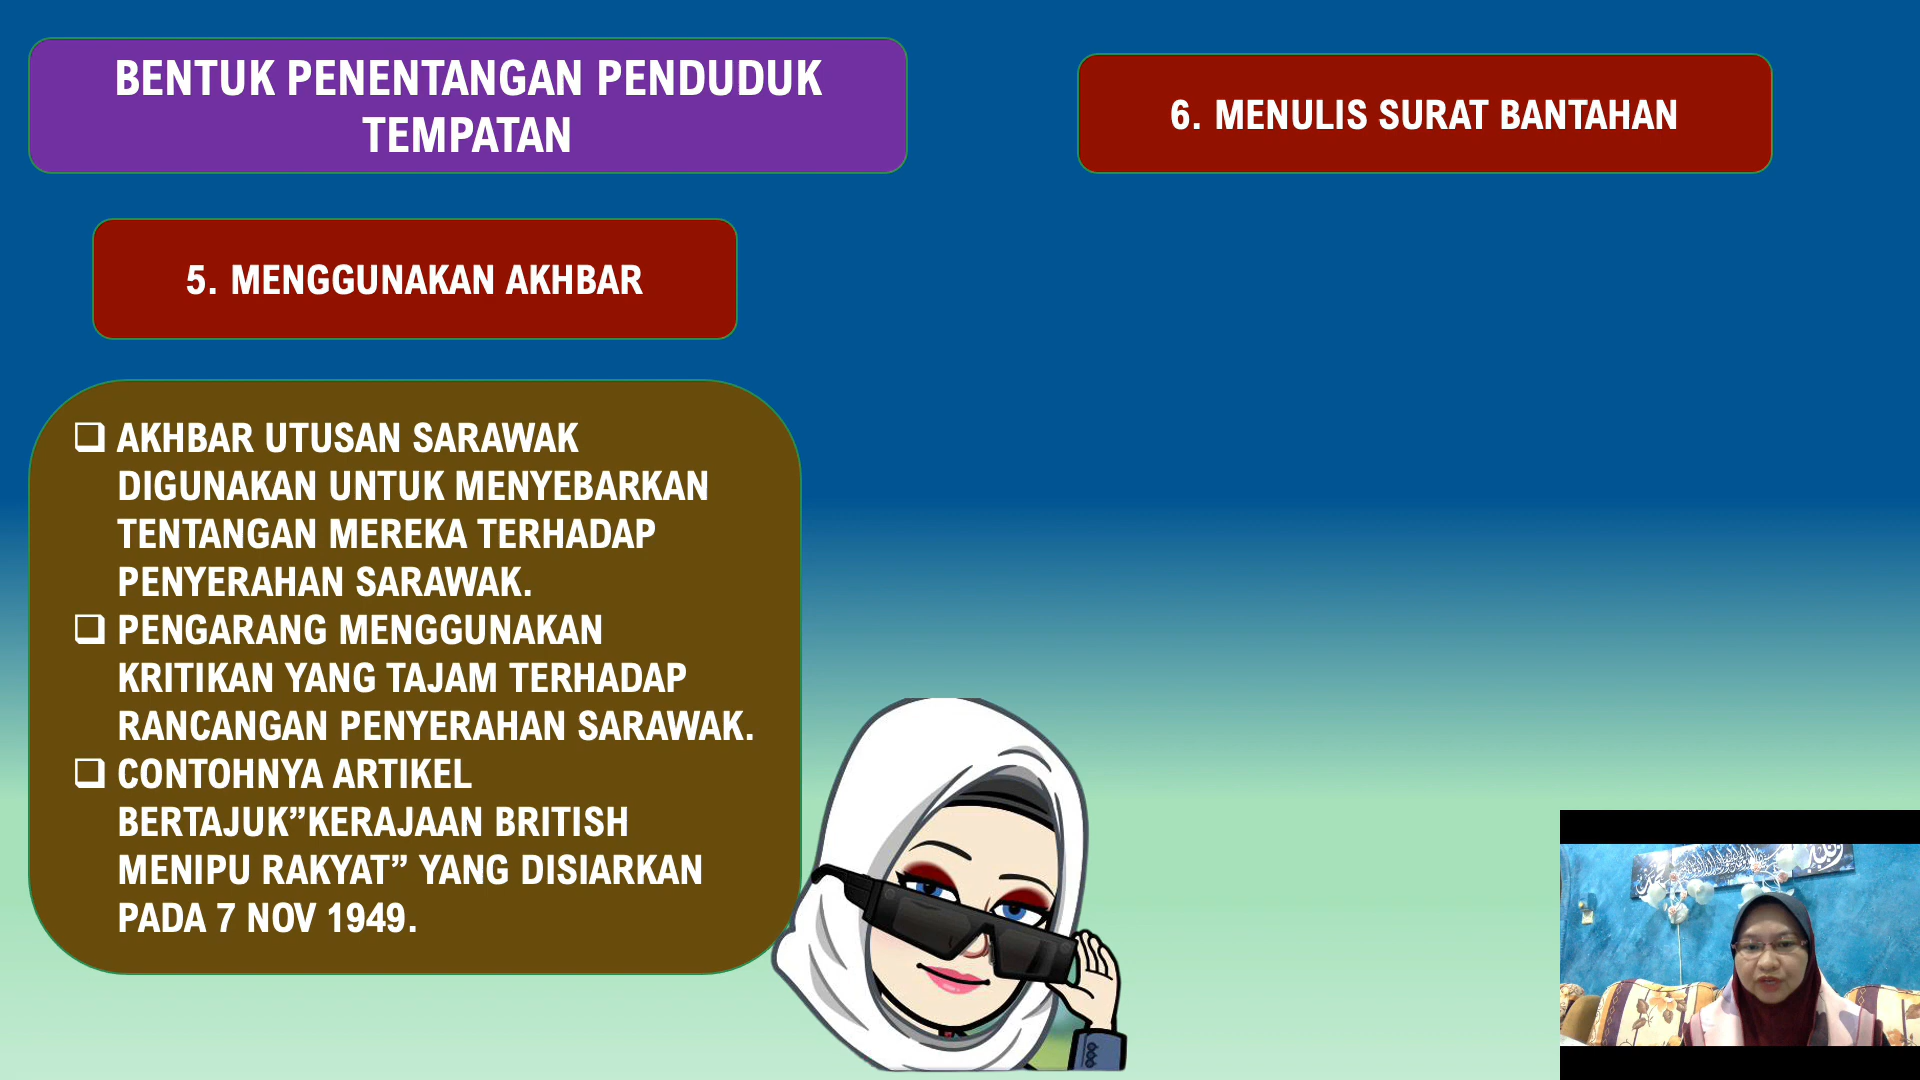 BENTUK PENENTANGAN PENDUDUK
TEMPATAN
5. MENGGUNAKAN AKHBAR
❑ AKHBAR UTUSAN SARAWAK
DIGUNAKAN UNTUK MENYEBARKAN
TENTANGAN MEREKA TERHADAP
PENYERAHAN SARAWAK.
❑ PENGARANG MENGGUNAKAN
KRITIKAN YANG TAJAM TERHADAP
RANCANGAN PENYERAHAN SARAWAK.
❑ CONTOHNYA ARTIKEL
BERTAJUK”KERAJAAN BRITISH
MENIPU RAKYAT” YANG DISIARKAN
PADA 7 NOV 1949.
6. MENULIS SURAT BANTAHAN